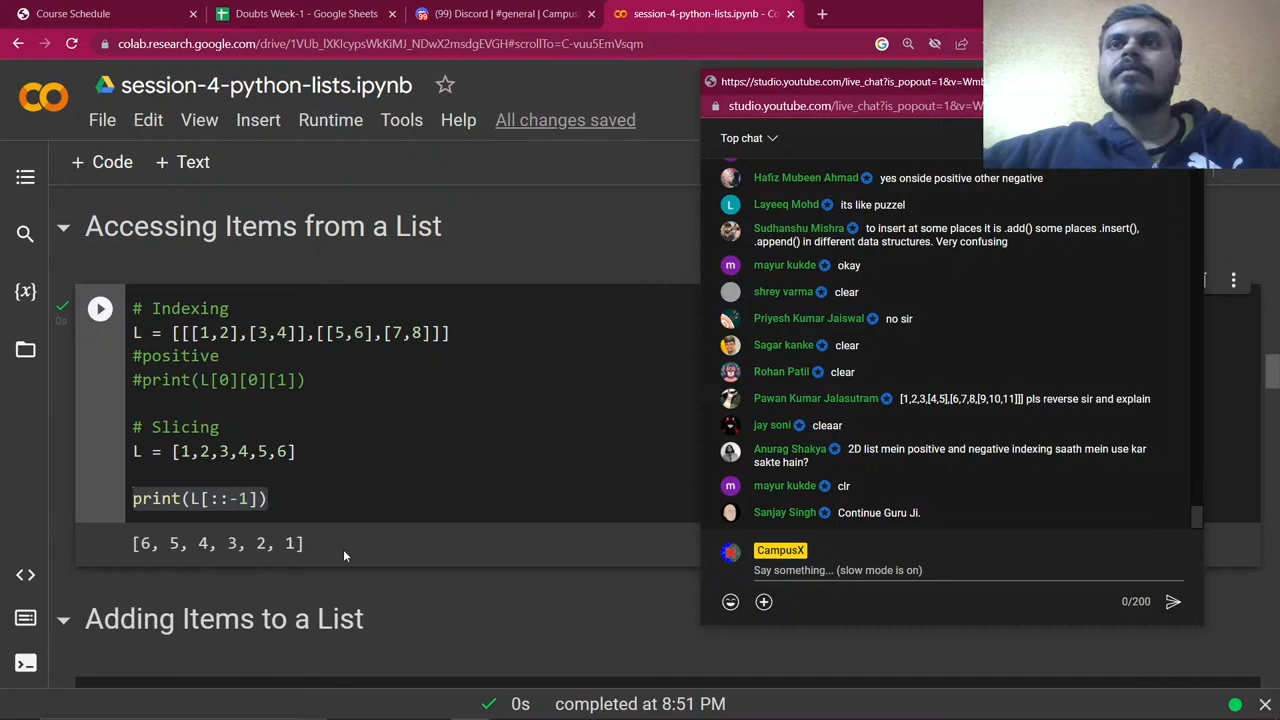 Course Schedule
Doubts Week-1 - Google Sheets
(99) Discord | #general | Campus
session-4-python-lists.ipynb - Co
colab.research.google.com/drive/1VUb_lXKIcypsWkKiMJ_NDwX2msdgEVGH#scrollTo=C-vuu5EmVsqm
session-4-python-lists.ipynb
File Edit View Insert Runtime Tools Help All changes saved
+ Code + Text
Accessing Items from a List
0s
# Indexing
L = [[[1,2],[3,4]],[[5,6],[7,8]]]
#positive
#print(L[0][0][1])
# Slicing
L = [1,2,3,4,5,6]
print(L[::-1])
[6, 5, 4, 3, 2, 1]
Adding Items to a List
0s completed at 8:51 PM
https://studio.youtube.com/live_chat?is_popout=1&v=Wm
studio.youtube.com/live_chat?is_popout=1&v=W
Top chat
Hafiz Mubeen Ahmad yes onside positive other negative
L Layeeq Mohd its like puzzel
Sudhanshu Mishra to insert at some places it is .add() some places .insert(),
.append() in different data structures. Very confusing
m mayur kukde okay
shrey varma clear
Priyesh Kumar Jaiswal no sir
Sagar kanke clear
Rohan Patil clear
Pawan Kumar Jalasutram [1,2,3,[4,5],[6,7,8,[9,10,11]]] pls reverse sir and explain
jay soni cleaar
Anurag Shakya 2D list mein positive and negative indexing saath mein use kar
sakte hain?
m mayur kukde clr
Sanjay Singh Continue Guru Ji.
CampusX
Say something... (slow mode is on)
0/200